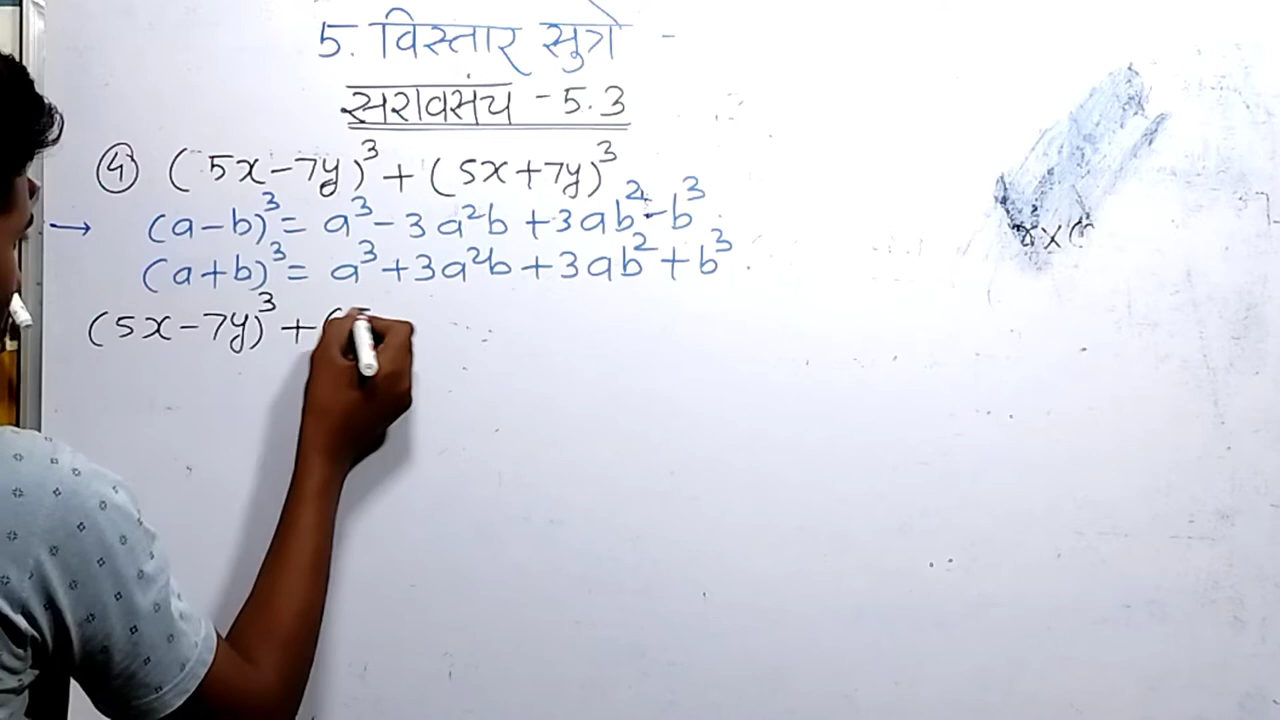 5. विस्तार सुत्रे -
सरावसंच - 5.3
④ (5x-7y)³ + (5x+7y)³
→ (a-b)³ = a³ - 3a²b + 3ab² - b³
(a+b)³ = a³ + 3a²b + 3ab² + b³.
(5x-7y)³ + (